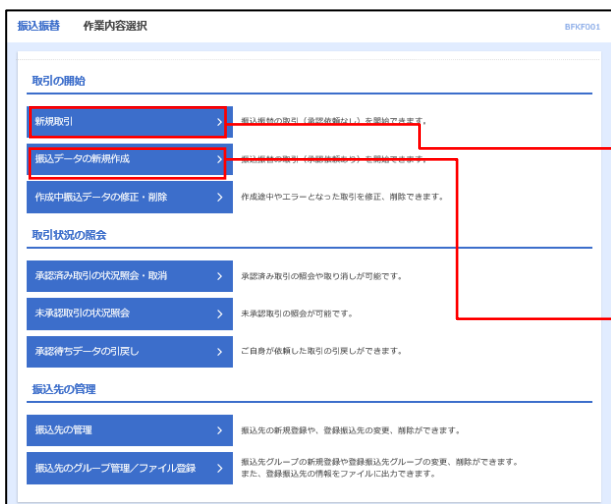 振込振替 作業内容選択 BFKF001
取引の開始
新規取引 > 振込振替の取引（承認依頼なし）を開始できます。
振込データの新規作成 > 振込振替の取引（承認依頼あり）を開始できます。
作成中振込データの修正・削除 > 作成途中やエラーとなった取引を修正、削除できます。
取引状況の照会
承認済み取引の状況照会・取消 > 承認済み取引の照会や取り消しが可能です。
未承認取引の状況照会 > 未承認取引の照会が可能です。
承認待ちデータの引戻し > ご自身が依頼した取引の引戻しができます。
振込先の管理
振込先の管理 > 振込先の新規登録や、登録振込先の変更、削除ができます。
振込先のグループ管理／ファイル登録 > 振込先グループの新規登録や登録振込先グループの変更、削除ができます。
また、登録振込先の情報をファイルに出力できます。